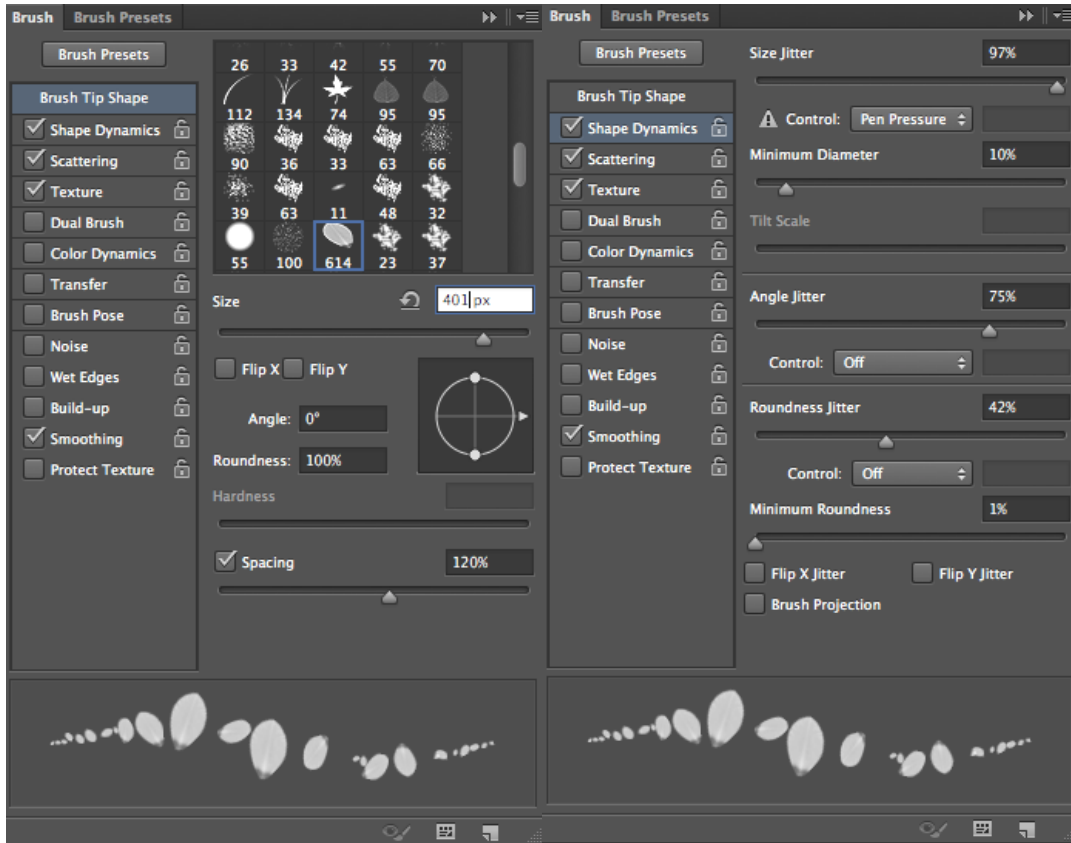 Brush Brush Presets
Brush Presets
Brush Tip Shape
Shape Dynamics
Scattering
Texture
Dual Brush
Color Dynamics
Transfer
Brush Pose
Noise
Wet Edges
Build-up
Smoothing
Protect Texture
26 33 42 55 70
112 134 74 95 95
90 36 33 63 66
39 63 11 48 32
55 100 614 23 37
Size 401 px
Flip X Flip Y
Angle: 0°
Roundness: 100%
Hardness
Spacing 120%
Brush Brush Presets
Brush Presets
Brush Tip Shape
Shape Dynamics
Scattering
Texture
Dual Brush
Color Dynamics
Transfer
Brush Pose
Noise
Wet Edges
Build-up
Smoothing
Protect Texture
Size Jitter 97%
Control: Pen Pressure
Minimum Diameter 10%
Tilt Scale
Angle Jitter 75%
Control: Off
Roundness Jitter 42%
Control: Off
Minimum Roundness 1%
Flip X Jitter Flip Y Jitter
Brush Projection